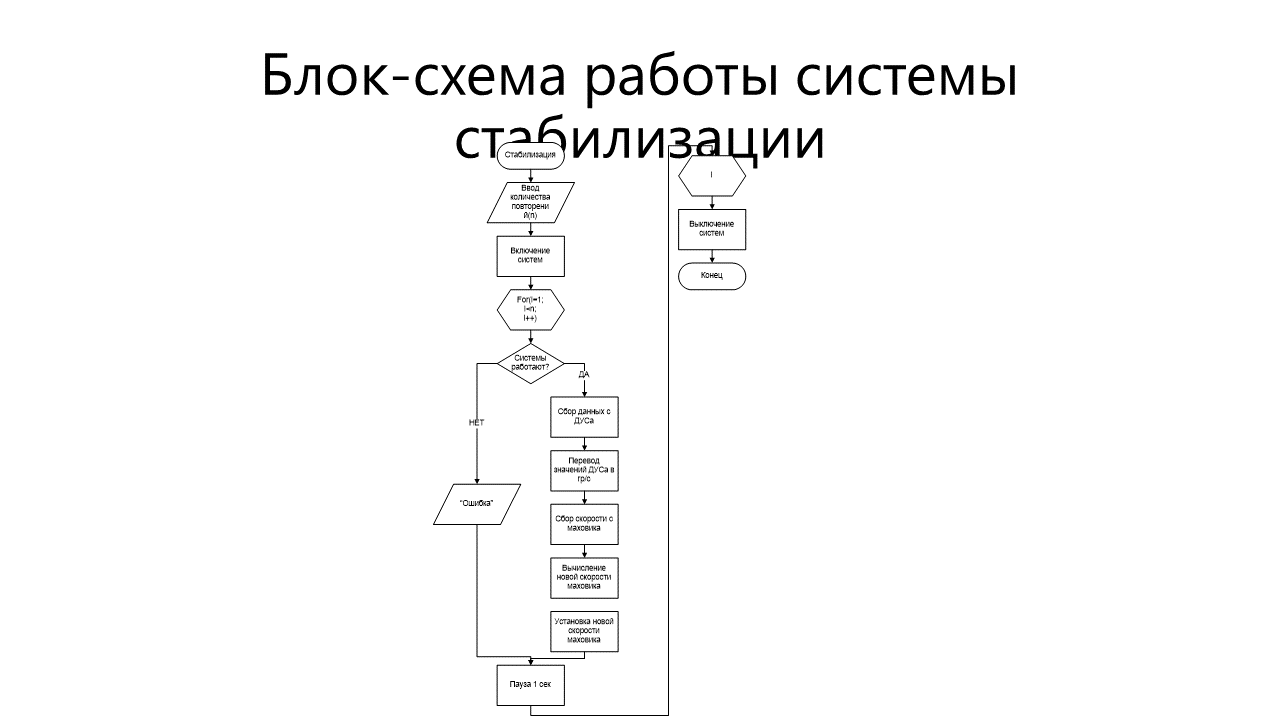 Блок-схема работы системы
стабилизации
Стабилизация
Ввод
количества
повторени
й(n)
Включение
систем
For(I=1;
I=n;
I++)
Системы
работают?
ДА
НЕТ
Сбор данных с
ДУСа
Перевод
значений ДУСа в
гр/с
"Ошибка"
Сбор скорости с
маховика
Вычисление
новой скорости
маховика
Установка новой
скорости
маховика
Пауза 1 сек
I
Выключение
систем
Конец